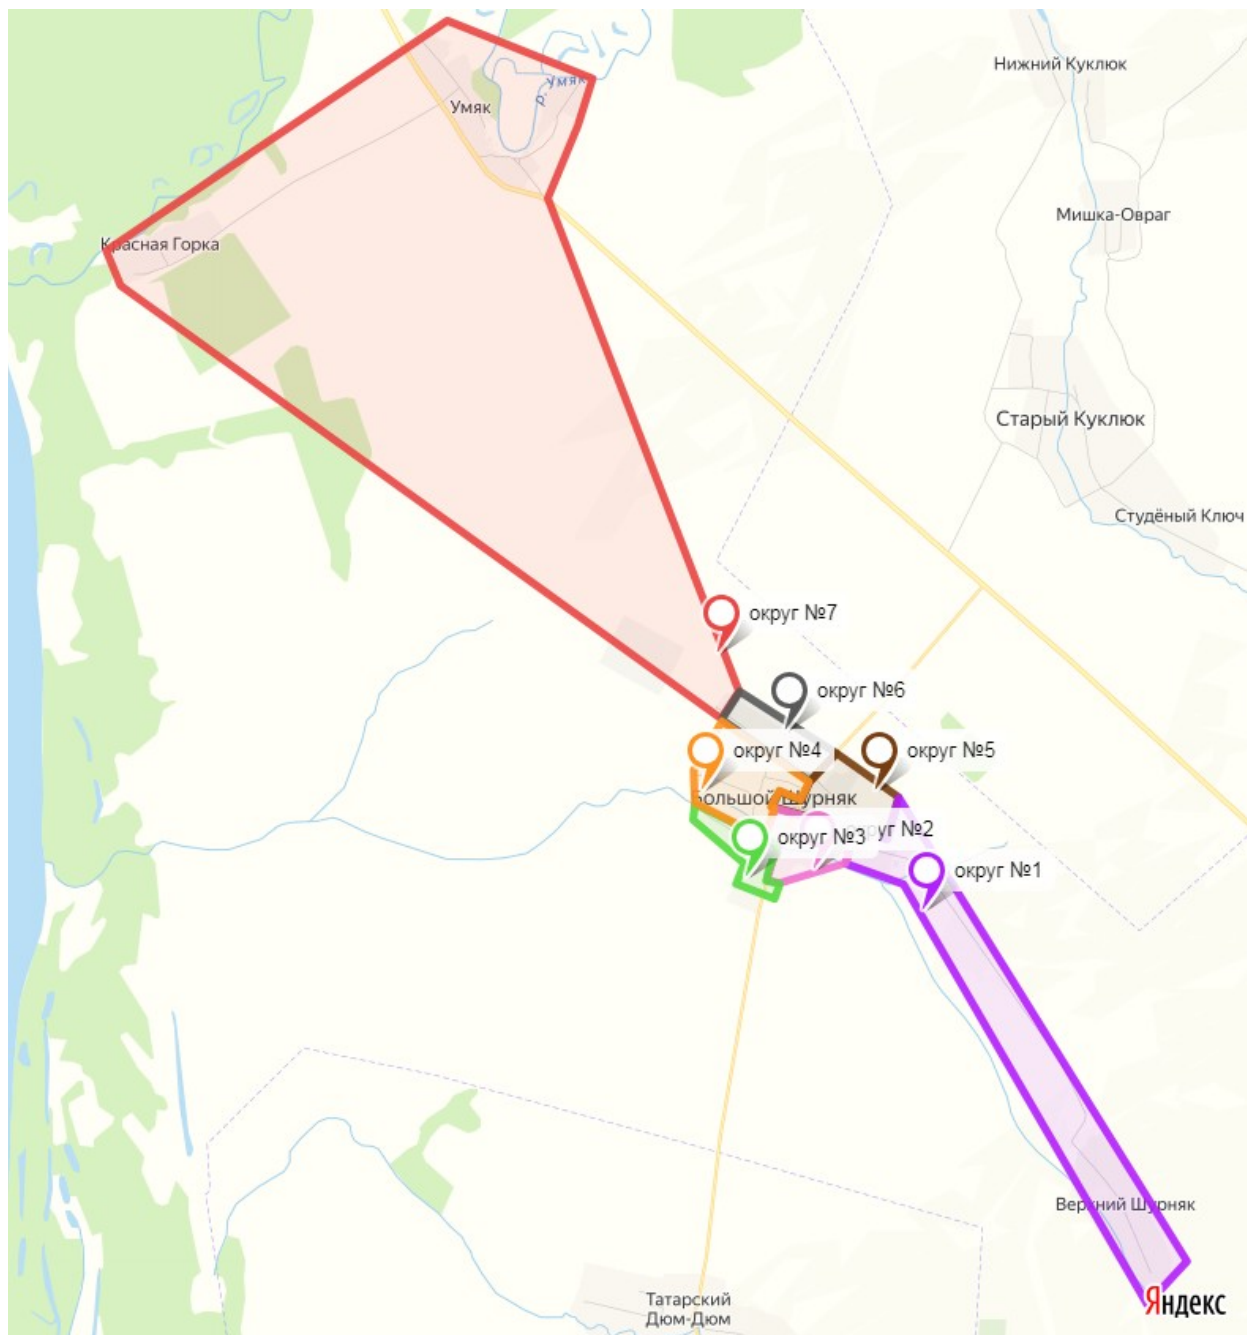 Нижний Куклюк
р. Умяк
Умяк
Мишка-Овраг
Красная Горка
Старый Куклюк
Студёный Ключ
округ №7
округ №6
округ №4
округ №5
Большой Шурняк
округ №2
округ №3
округ №1
Верхний Шурняк
Татарский
Дюм-Дюм
Яндекс